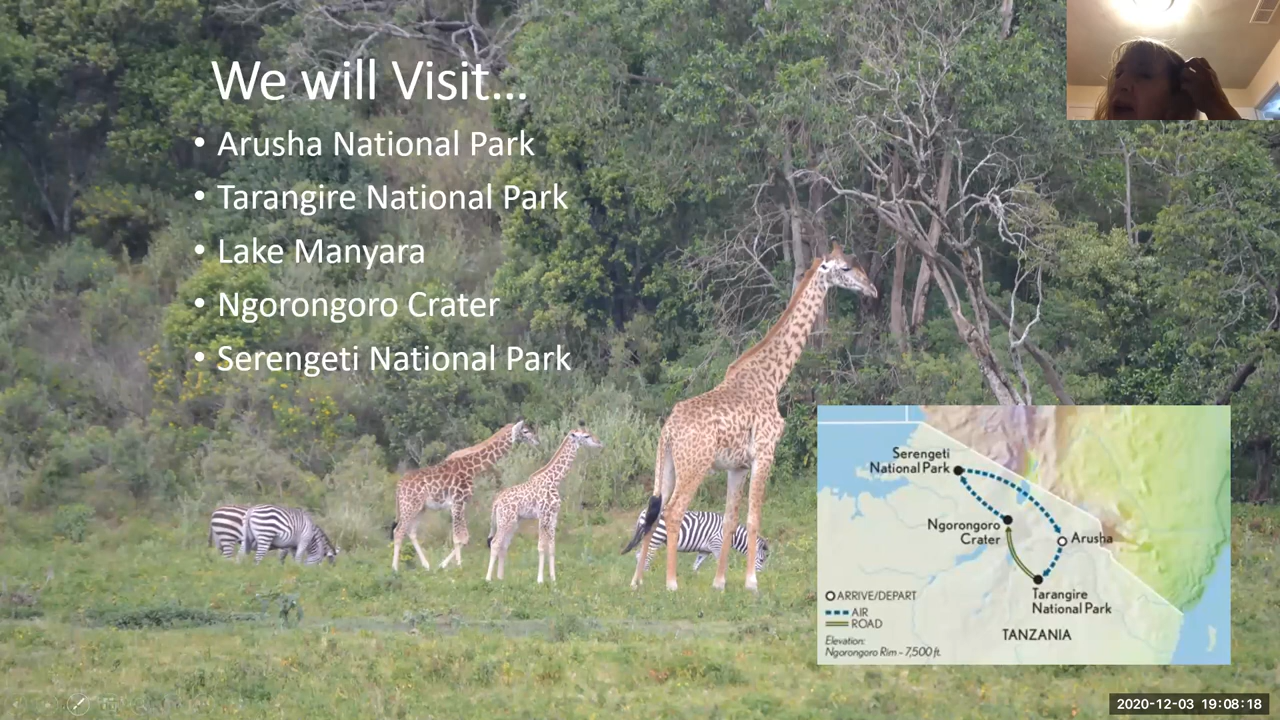 We will Visit…
• Arusha National Park
• Tarangire National Park
• Lake Manyara
• Ngorongoro Crater
• Serengeti National Park
Serengeti
National Park
Ngorongoro
Crater
Arusha
Tarangire
National Park
TANZANIA
ARRIVE/DEPART
AIR
ROAD
Elevation:
Ngorongoro Rim – 7,500 ft.
2020-12-03 19:08:18